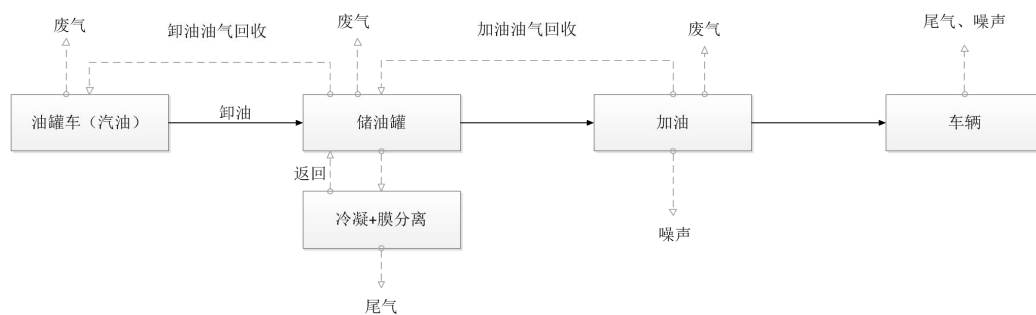 废气
卸油油气回收
废气
加油油气回收
废气
尾气、噪声
油罐车（汽油）
卸油
储油罐
加油
车辆
返回
冷凝+膜分离
噪声
尾气